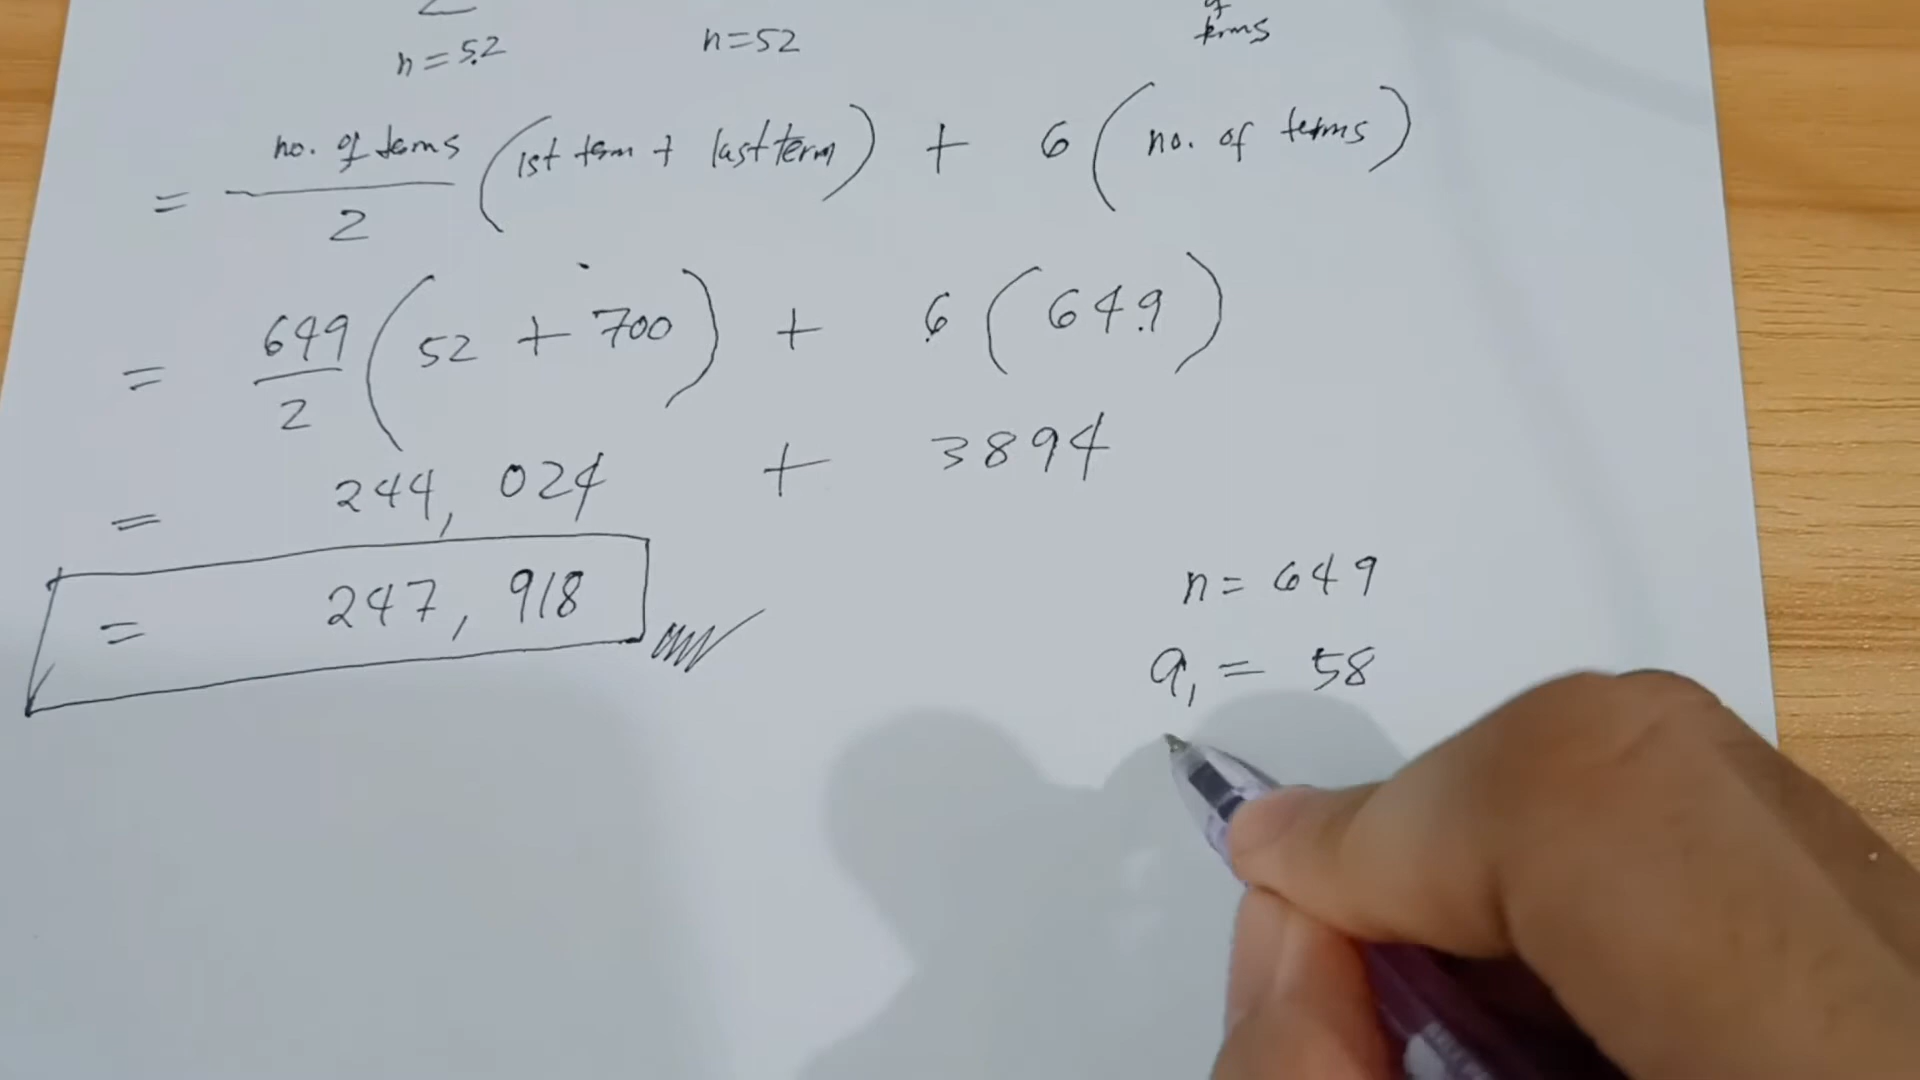 n=52 n=52
of
terms
= no. of terms / 2 (1st term + last term) + 6 (no. of terms)
= 649/2 (52 + 700) + 6 (649)
= 244,024 + 3894
= 247,918
n = 649
a₁ = 58